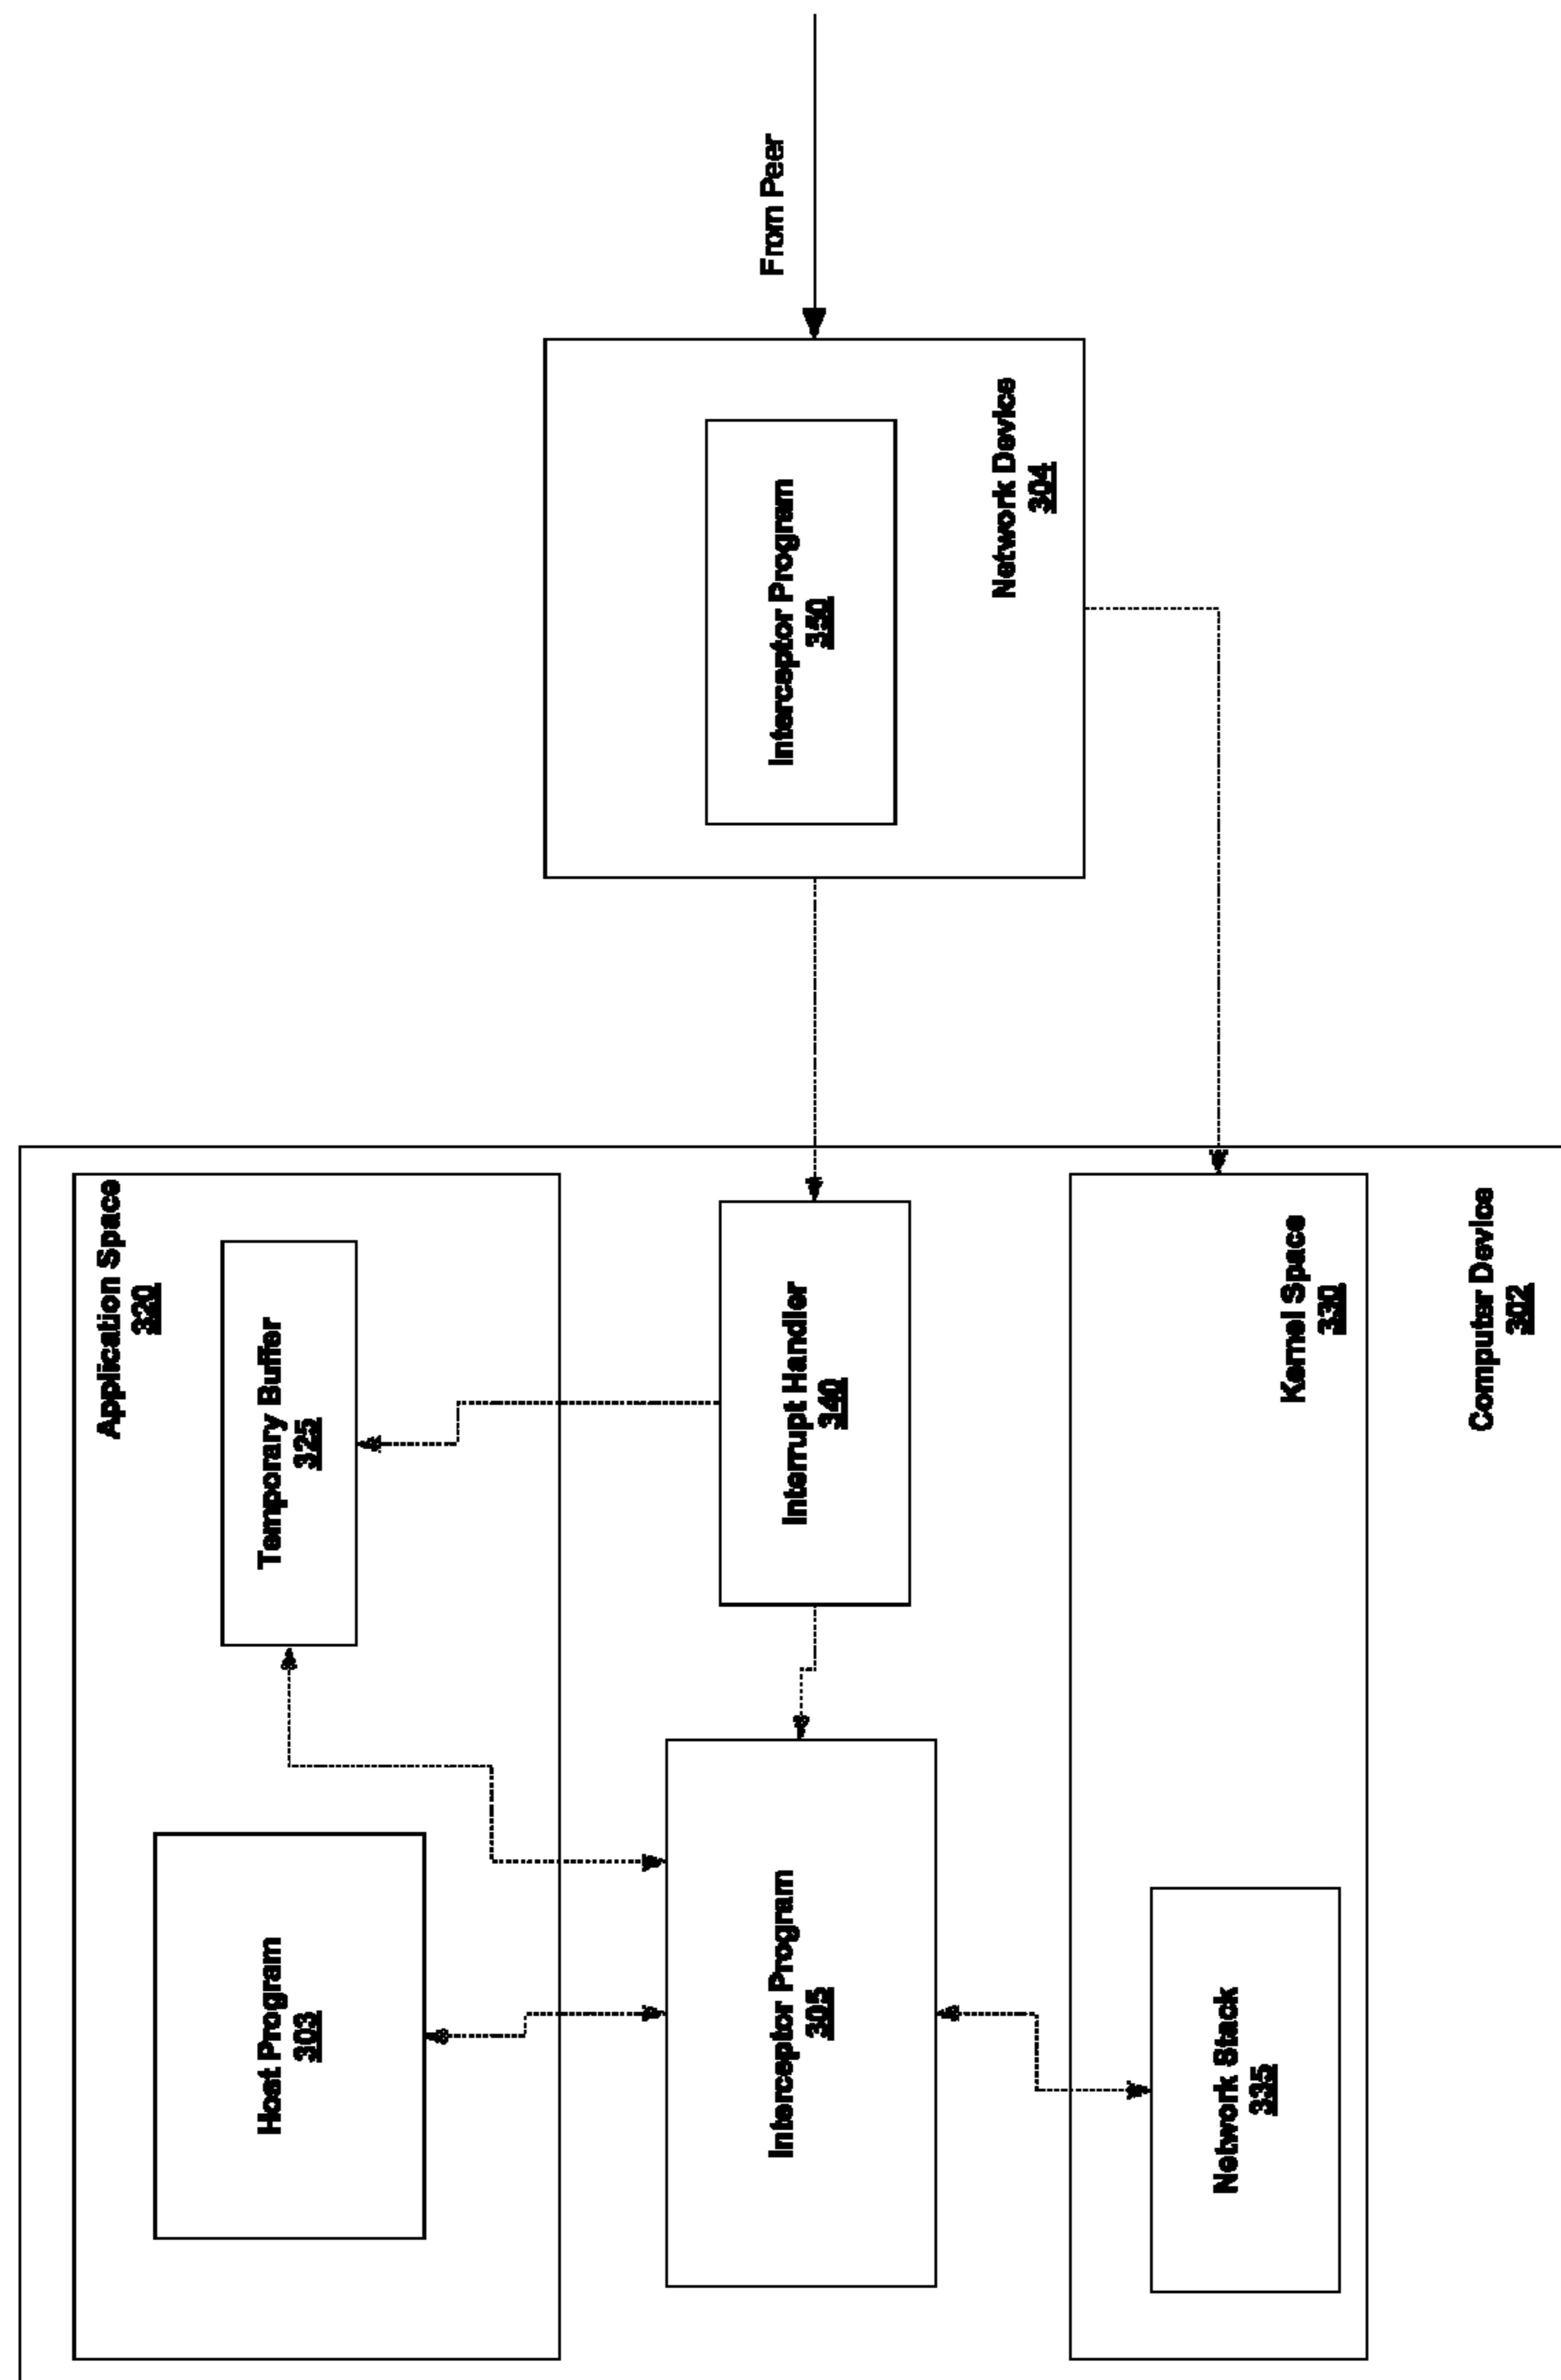 Application Space
320
Host Program
303
Temporary Buffer
325
Interceptor Program
305
Interrupt Handler
340
Interceptor Program
350
From Peer
Network Device
304
Network Stack
335
Kernel Space
330
Computer Device
302